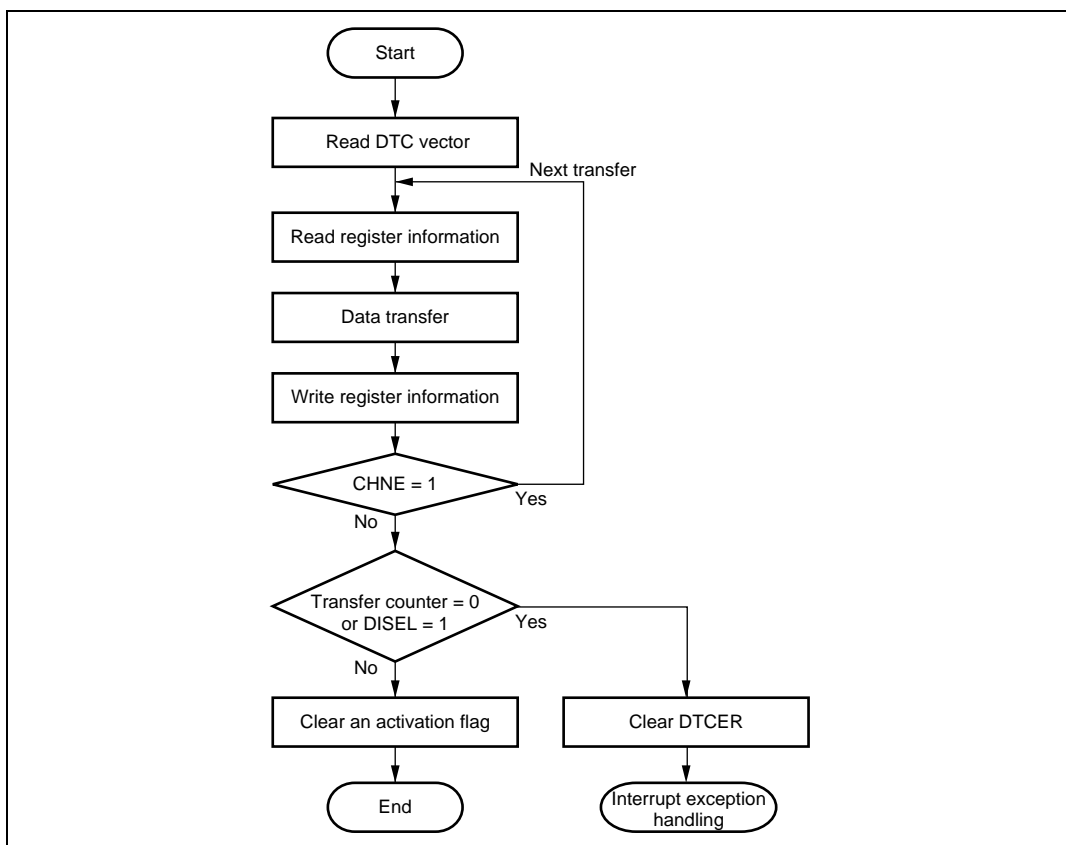 Start
Read DTC vector
Next transfer
Read register information
Data transfer
Write register information
CHNE = 1
Yes
No
Transfer counter = 0
or DISEL = 1
Yes
No
Clear an activation flag
Clear DTCER
End
Interrupt exception
handling